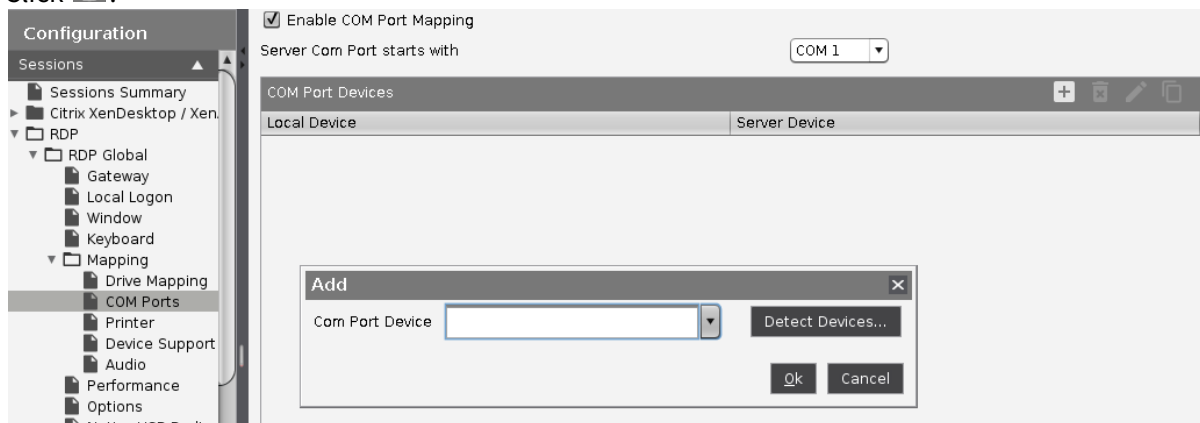 Configuration
Sessions
Sessions Summary
Citrix XenDesktop / Xen
RDP
RDP Global
Gateway
Local Logon
Window
Keyboard
Mapping
Drive Mapping
COM Ports
Printer
Device Support
Audio
Performance
Options
Enable COM Port Mapping
Server Com Port starts with
COM 1
COM Port Devices
Local Device Server Device
Add
Com Port Device
Detect Devices...
Ok Cancel